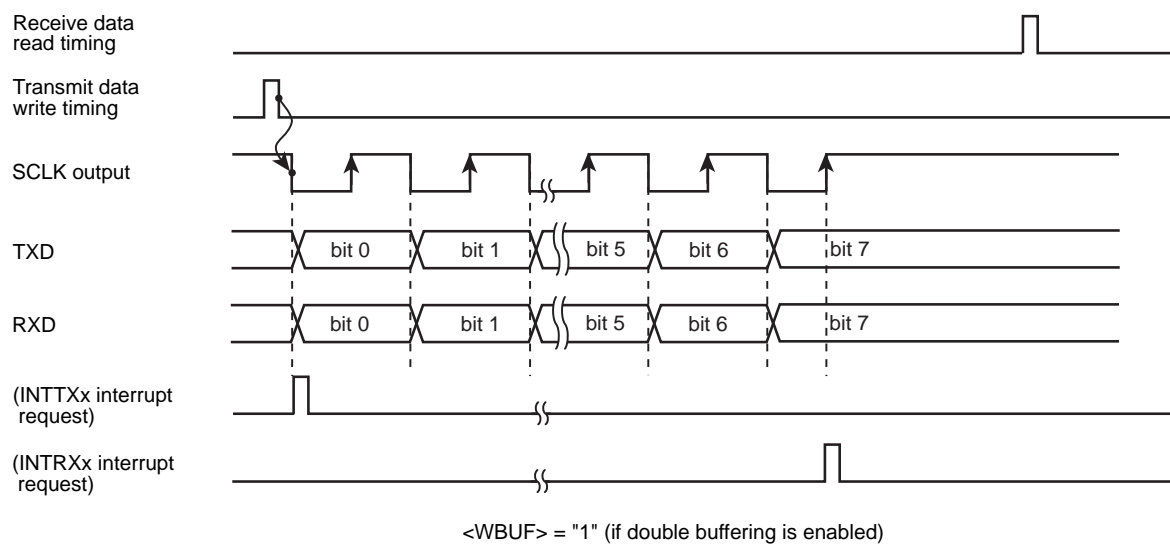 Receive data
read timing
Transmit data
write timing
SCLK output
TXD
bit 0
bit 1
bit 5
bit 6
bit 7
RXD
bit 0
bit 1
bit 5
bit 6
bit 7
(INTTXx interrupt
request)
(INTRXx interrupt
request)
<WBUF> = "1" (if double buffering is enabled)